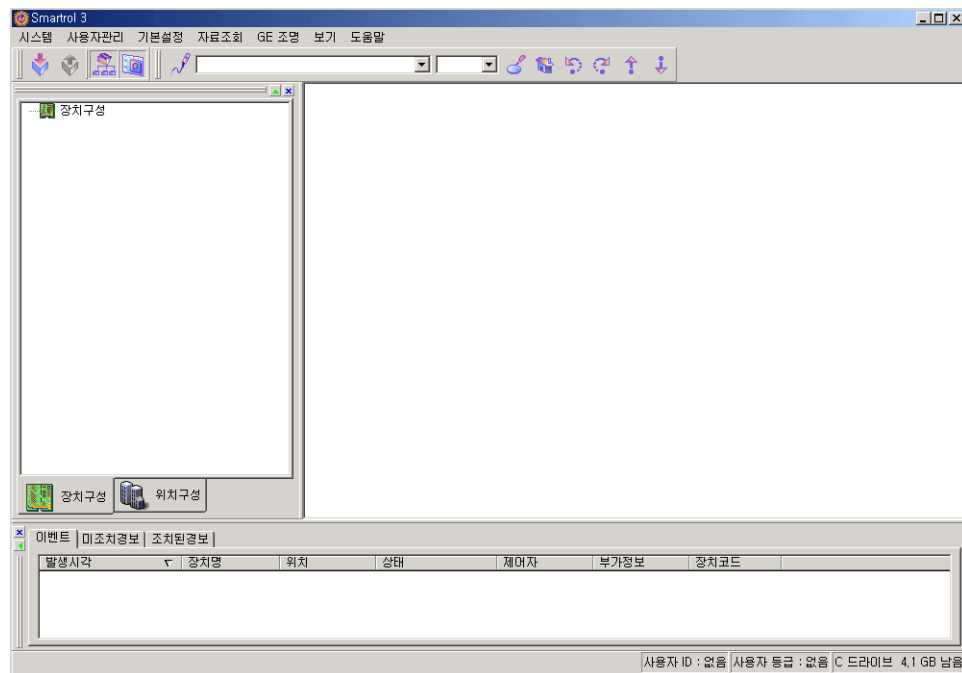 Smartrol 3
시스템 사용자관리 기본설정 자료조회 GE 조명 보기 도움말
장치구성
장치구성 위치구성
이벤트 미조치경보 조치된경보
발생시각 장치명 위치 상태 제어자 부가정보 장치코드
사용자 ID : 없음 사용자 등급 : 없음 C 드라이브 4.1 GB 남음